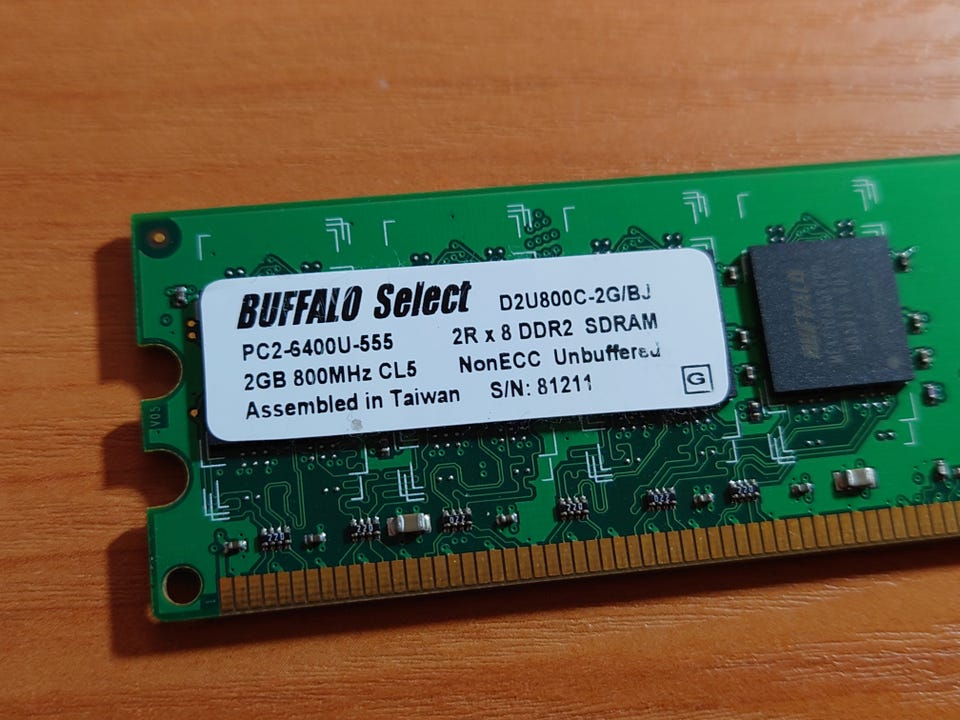 BUFFALO Select D2U800C-2G/BJ
PC2-6400U-555 2R x 8 DDR2 SDRAM
2GB 800MHz CL5 NonECC Unbuffered
Assembled in Taiwan S/N: 81211
G
BUFFALO